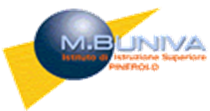 M.BUNIVA
Istituto di Istruzione Superiore
PINEROLO